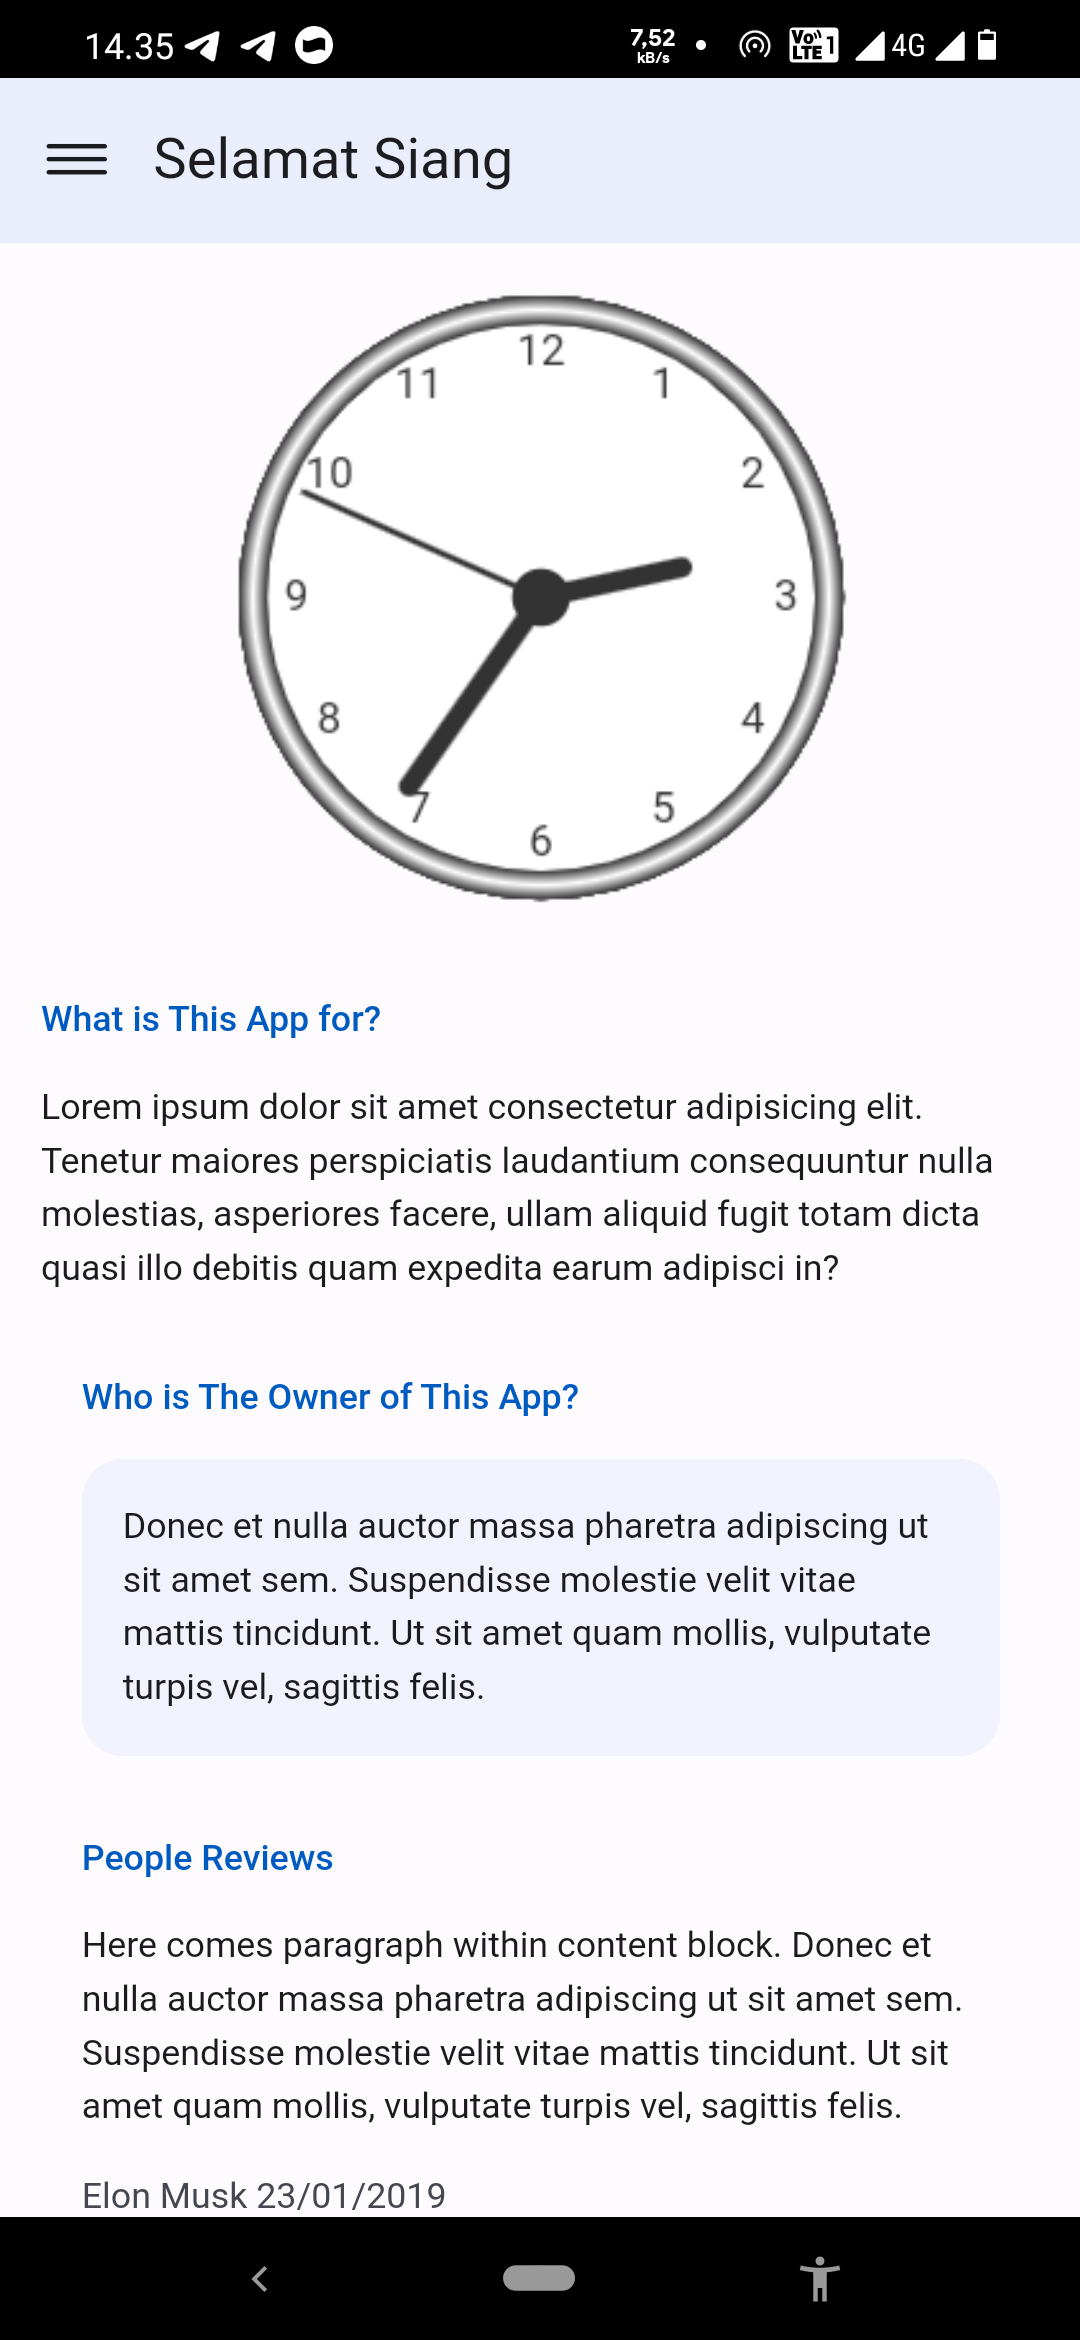 14.35 7,52 kB/s VoLTE 1 4G
Selamat Siang
12
11 1
10 2
9 3
8 4
7 5
6
What is This App for?
Lorem ipsum dolor sit amet consectetur adipisicing elit.
Tenetur maiores perspiciatis laudantium consequuntur nulla
molestias, asperiores facere, ullam aliquid fugit totam dicta
quasi illo debitis quam expedita earum adipisci in?
Who is The Owner of This App?
Donec et nulla auctor massa pharetra adipiscing ut
sit amet sem. Suspendisse molestie velit vitae
mattis tincidunt. Ut sit amet quam mollis, vulputate
turpis vel, sagittis felis.
People Reviews
Here comes paragraph within content block. Donec et
nulla auctor massa pharetra adipiscing ut sit amet sem.
Suspendisse molestie velit vitae mattis tincidunt. Ut sit
amet quam mollis, vulputate turpis vel, sagittis felis.
Elon Musk 23/01/2019